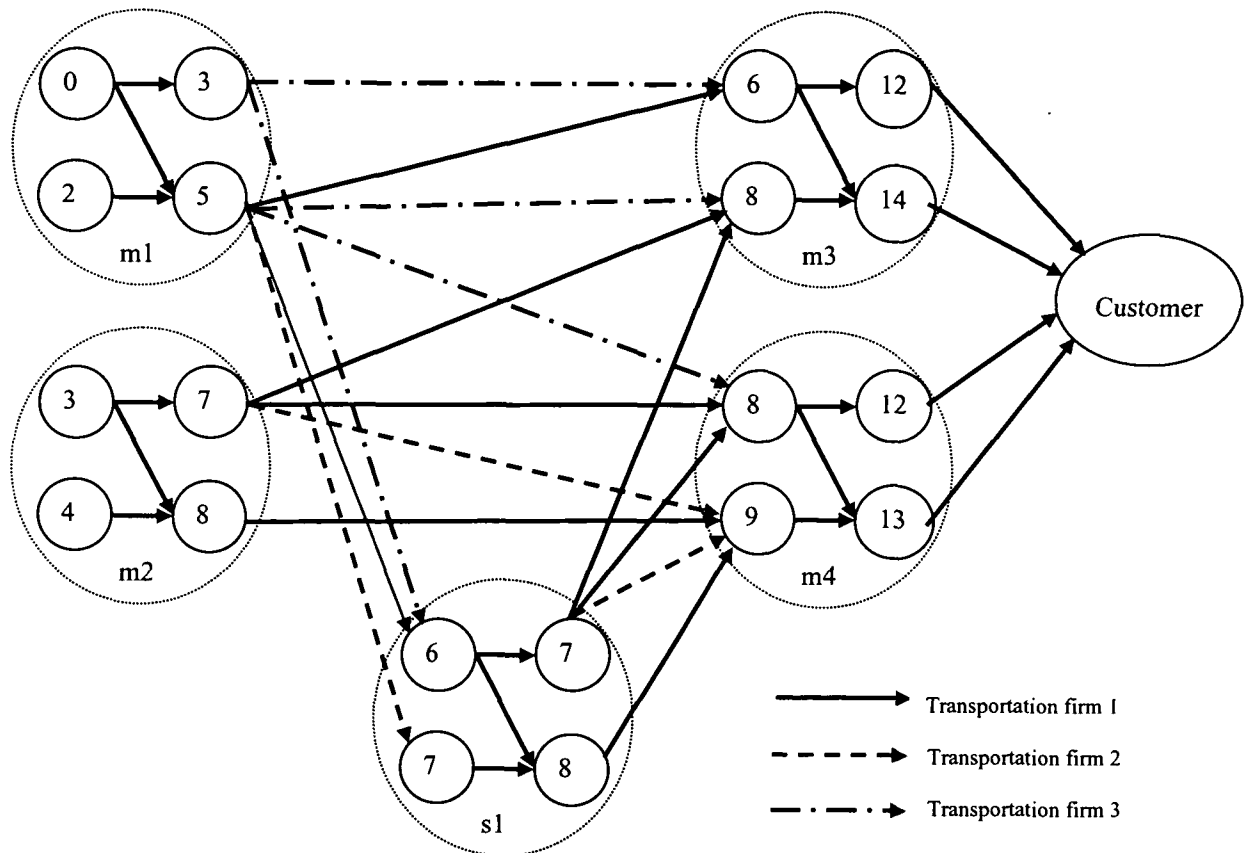 0
3
2
5
m1
6
12
8
14
m3
Customer
3
7
4
8
m2
8
12
9
13
m4
6
7
7
8
s1
Transportation firm 1
Transportation firm 2
Transportation firm 3